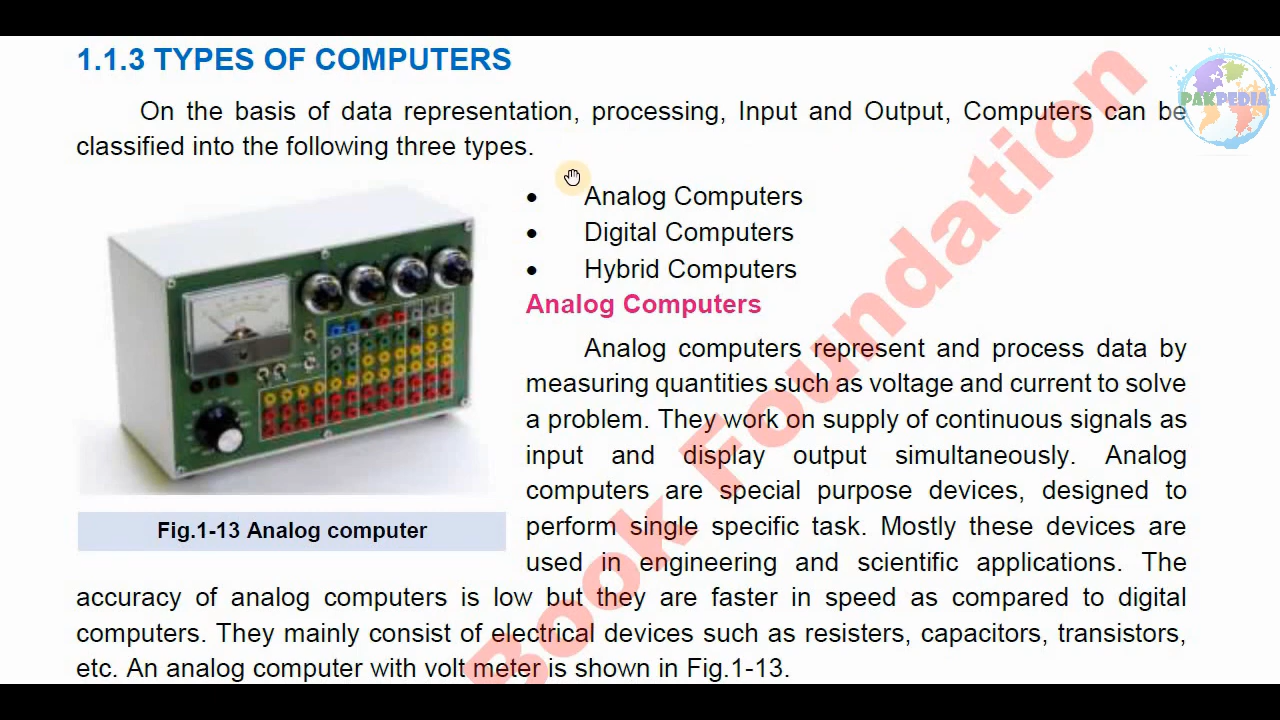 1.1.3 TYPES OF COMPUTERS
PAKPEDIA
On the basis of data representation, processing, Input and Output, Computers can be
classified into the following three types.
• Analog Computers
• Digital Computers
• Hybrid Computers
Analog Computers
Analog computers represent and process data by
measuring quantities such as voltage and current to solve
a problem. They work on supply of continuous signals as
input and display output simultaneously. Analog
computers are special purpose devices, designed to
perform single specific task. Mostly these devices are
used in engineering and scientific applications. The
accuracy of analog computers is low but they are faster in speed as compared to digital
computers. They mainly consist of electrical devices such as resisters, capacitors, transistors,
etc. An analog computer with volt meter is shown in Fig.1-13.
Fig.1-13 Analog computer
Book Foundation